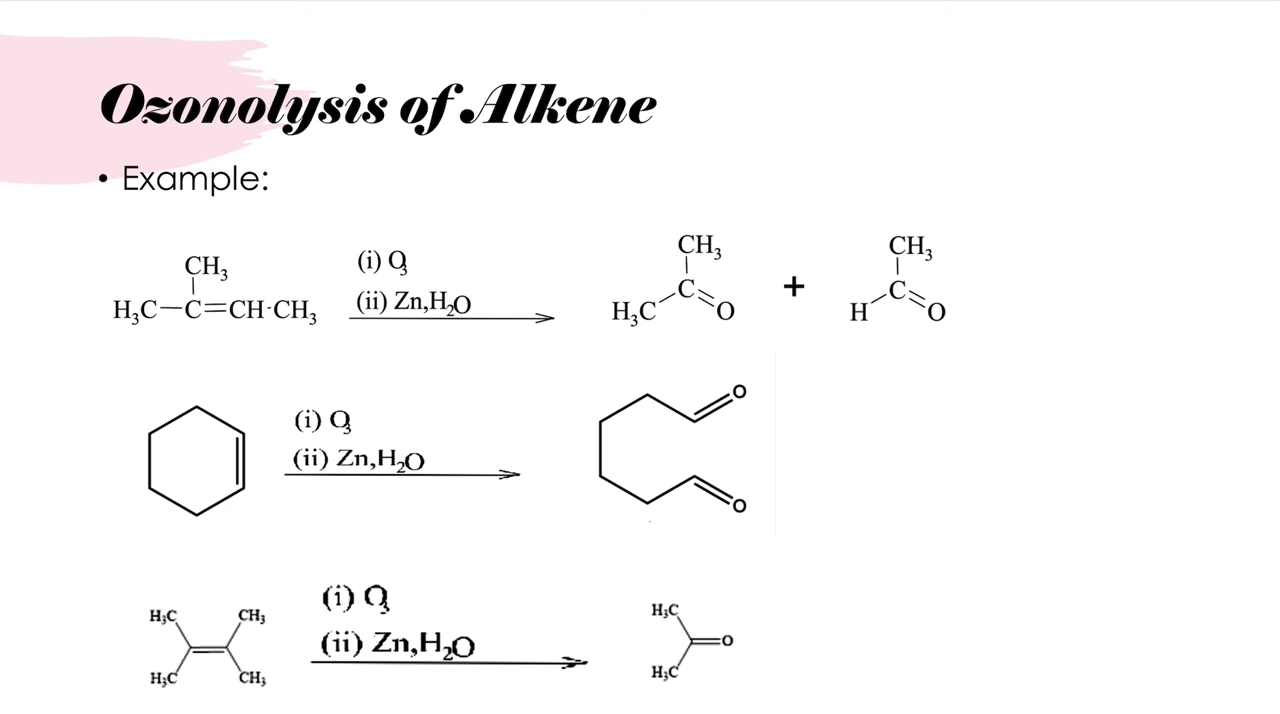 Ozonolysis of Alkene
• Example:
CH₃
H₃C—C=CH-CH₃
(i) O₃
(ii) Zn,H₂O
CH₃
H₃C C O
+
CH₃
H C O
(i) O₃
(ii) Zn,H₂O
O
O
H₃C CH₃
H₃C CH₃
(i) O₃
(ii) Zn,H₂O
H₃C
O
H₃C